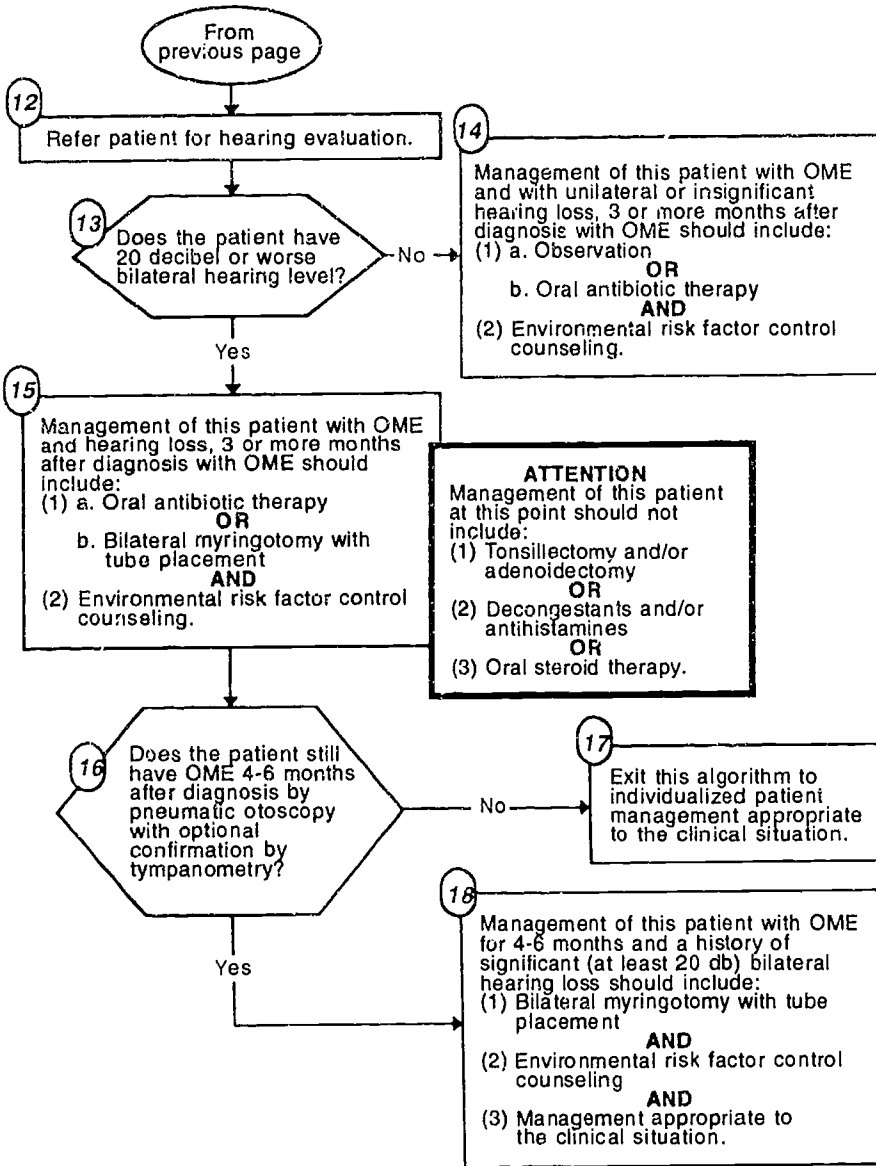 From
previous page
12
Refer patient for hearing evaluation.
13
Does the patient have
20 decibel or worse
bilateral hearing level?
No
Yes
14
Management of this patient with OME
and with unilateral or insignificant
hearing loss, 3 or more months after
diagnosis with OME should include:
(1) a. Observation
OR
b. Oral antibiotic therapy
AND
(2) Environmental risk factor control
counseling.
15
Management of this patient with OME
and hearing loss, 3 or more months
after diagnosis with OME should
include:
(1) a. Oral antibiotic therapy
OR
b. Bilateral myringotomy with
tube placement
AND
(2) Environmental risk factor control
counseling.
ATTENTION
Management of this patient
at this point should not
include:
(1) Tonsillectomy and/or
adenoidectomy
OR
(2) Decongestants and/or
antihistamines
OR
(3) Oral steroid therapy.
16
Does the patient still
have OME 4-6 months
after diagnosis by
pneumatic otoscopy
with optional
confirmation by
tympanometry?
No
Yes
17
Exit this algorithm to
individualized patient
management appropriate
to the clinical situation.
18
Management of this patient with OME
for 4-6 months and a history of
significant (at least 20 db) bilateral
hearing loss should include:
(1) Bilateral myringotomy with tube
placement
AND
(2) Environmental risk factor control
counseling
AND
(3) Management appropriate to
the clinical situation.